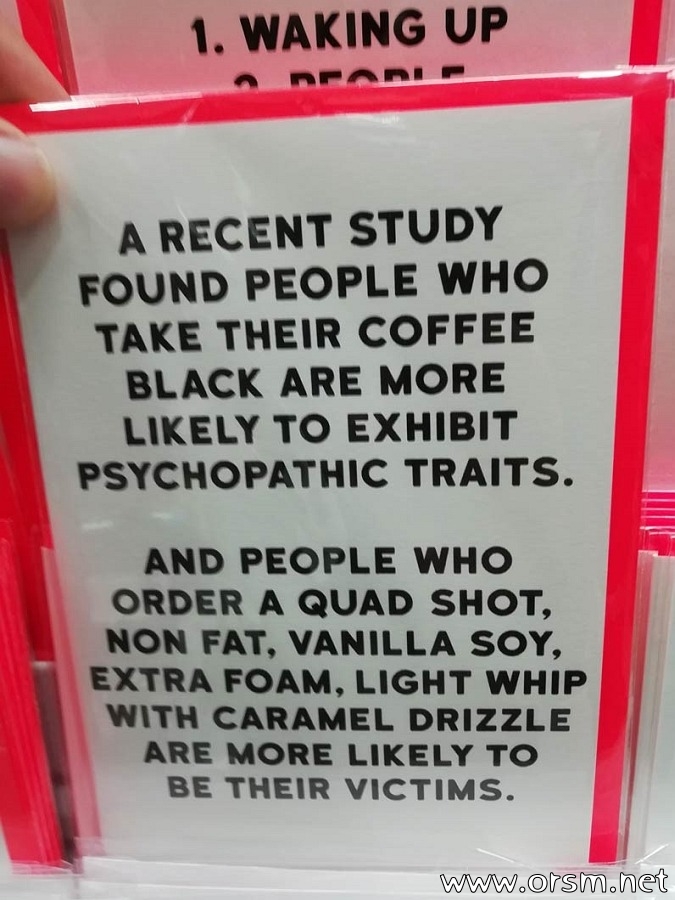 1. WAKING UP
2. PEOPLE
A RECENT STUDY
FOUND PEOPLE WHO
TAKE THEIR COFFEE
BLACK ARE MORE
LIKELY TO EXHIBIT
PSYCHOPATHIC TRAITS.
AND PEOPLE WHO
ORDER A QUAD SHOT,
NON FAT, VANILLA SOY,
EXTRA FOAM, LIGHT WHIP
WITH CARAMEL DRIZZLE
ARE MORE LIKELY TO
BE THEIR VICTIMS.
www.orsm.net